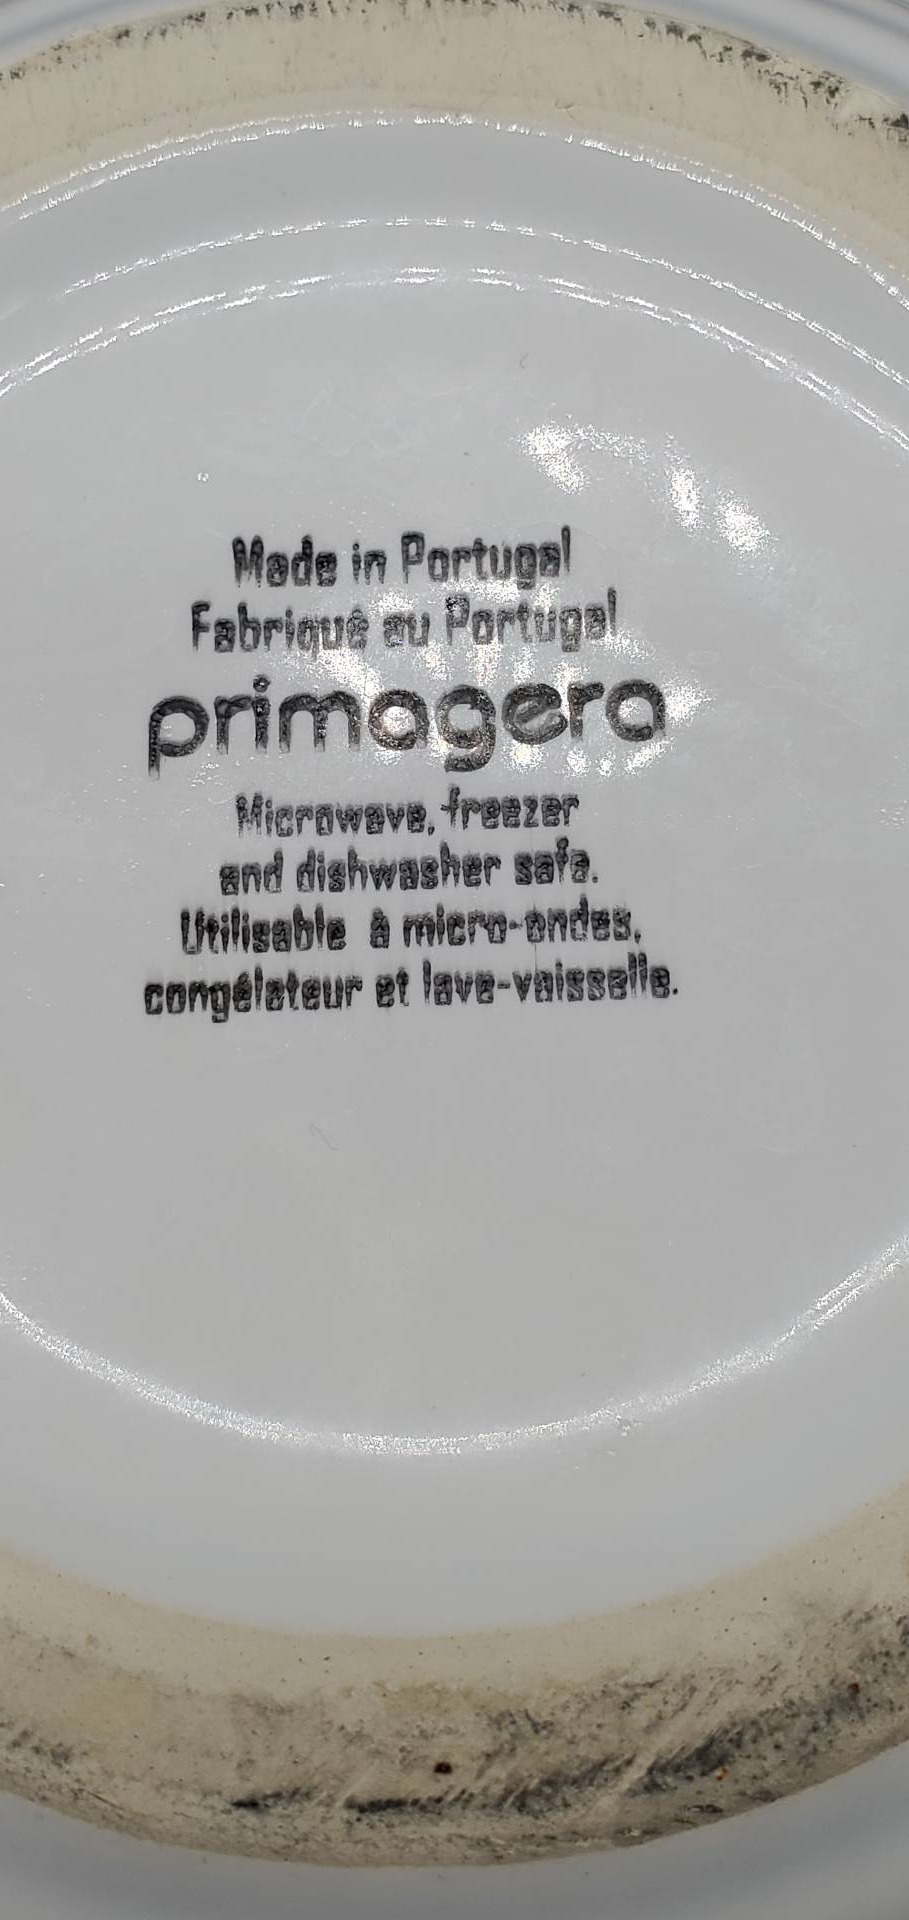 Made in Portugal
Fabriqué au Portugal
primagera
Microwave, freezer
and dishwasher safe.
Utilisable à micro-ondes,
congélateur et lave-vaisselle.